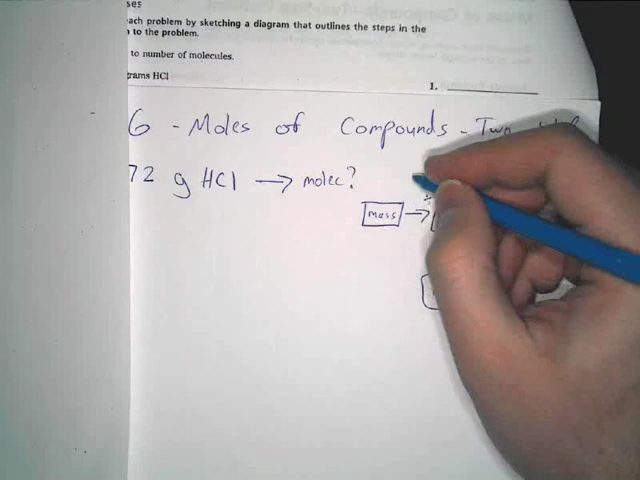 ses
ach problem by sketching a diagram that outlines the steps in the
to the problem.
to number of molecules.
grams HCl
1.
6 - Moles of Compounds - Two
72 g HCl → molec?
mass →